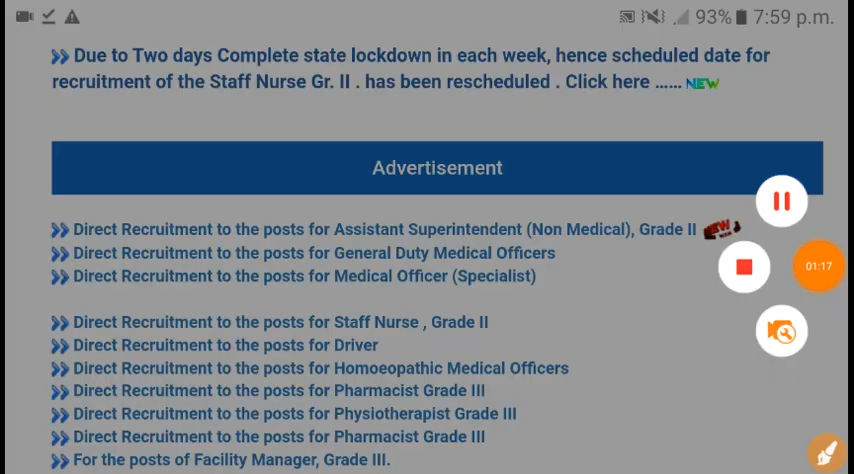 93% 7:59 p.m.
Due to Two days Complete state lockdown in each week, hence scheduled date for
recruitment of the Staff Nurse Gr. II . has been rescheduled . Click here ...... NEW
Advertisement
Direct Recruitment to the posts for Assistant Superintendent (Non Medical), Grade II NEW
Direct Recruitment to the posts for General Duty Medical Officers
Direct Recruitment to the posts for Medical Officer (Specialist)
01:17
Direct Recruitment to the posts for Staff Nurse , Grade II
Direct Recruitment to the posts for Driver
Direct Recruitment to the posts for Homoeopathic Medical Officers
Direct Recruitment to the posts for Pharmacist Grade III
Direct Recruitment to the posts for Physiotherapist Grade III
Direct Recruitment to the posts for Pharmacist Grade III
For the posts of Facility Manager, Grade III.